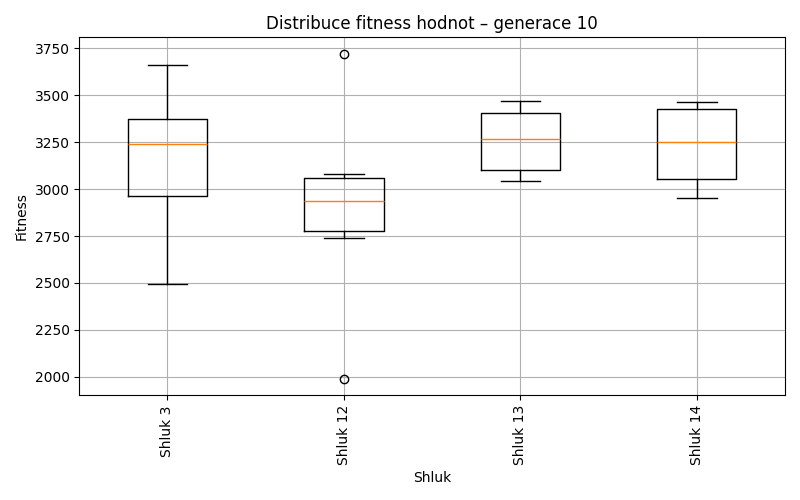 Distribuce fitness hodnot – generace 10
Fitness
3750
3500
3250
3000
2750
2500
2250
2000
Shluk 3
Shluk 12
Shluk 13
Shluk 14
Shluk